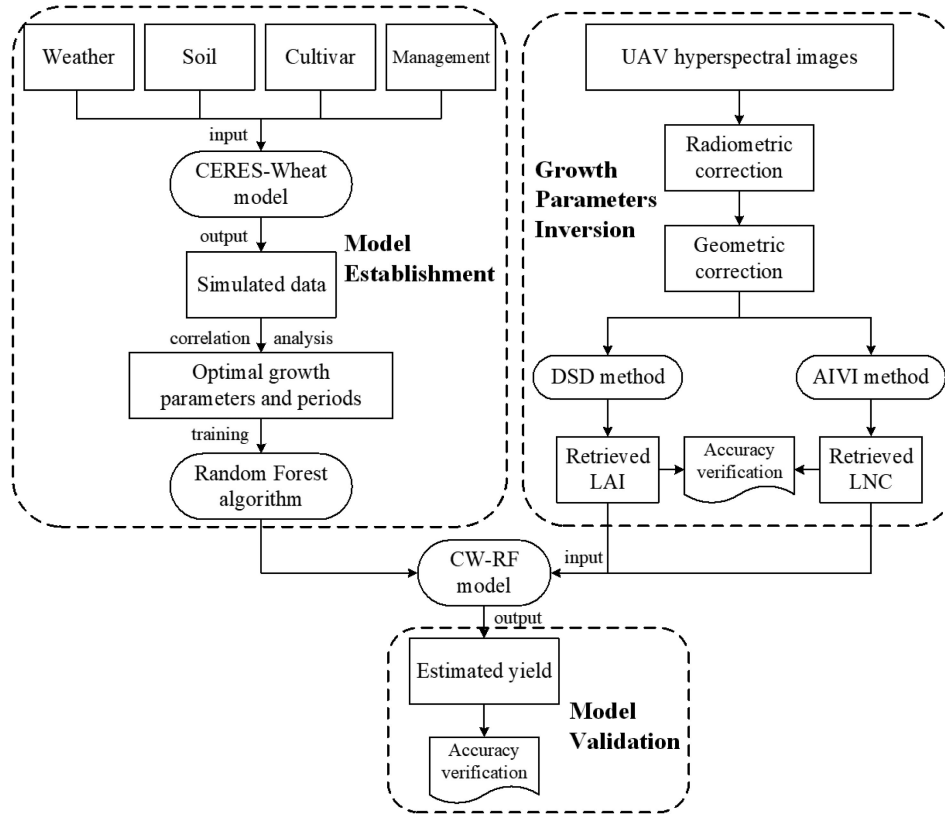 Weather
Soil
Cultivar
Management
input
CERES-Wheat
model
output
Simulated data
correlation analysis
Optimal growth
parameters and periods
training
Random Forest
algorithm
Model
Establishment
UAV hyperspectral images
Radiometric
correction
Growth
Parameters
Inversion
Geometric
correction
DSD method
AIVI method
Retrieved
LAI
Accuracy
verification
Retrieved
LNC
CW-RF
model
input
output
Estimated yield
Model
Validation
Accuracy
verification